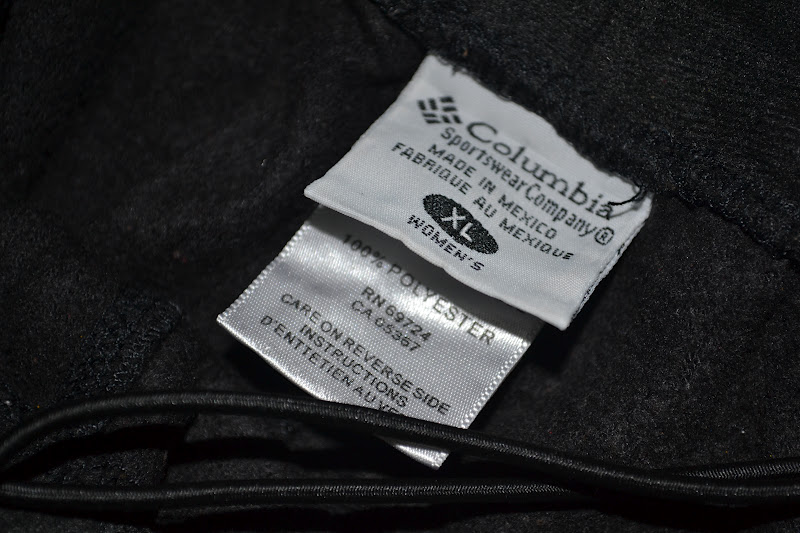 Columbia
Sportswear Company®
MADE IN MEXICO
FABRIQUE AU MEXIQUE
XL
WOMEN'S
100% POLYESTER
RN 69724
CA 05367
CARE ON REVERSE SIDE
INSTRUCTIONS
D'ENTRETIEN AU